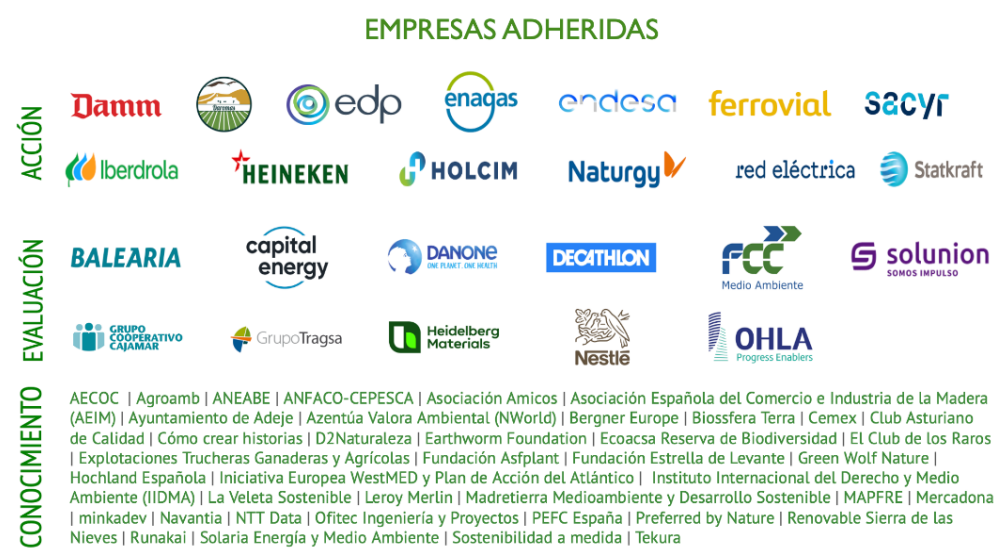 EMPRESAS ADHERIDAS
ACCIÓN
Damm
edp
enagas
endesa
ferrovial
sacyr
Iberdrola
HEINEKEN
HOLCIM
Naturgy
red eléctrica
Statkraft
EVALUACIÓN
BALEARIA
capital
energy
DANONE
ONE PLANET. ONE HEALTH
DECATHLON
FCC
Medio Ambiente
solunion
SOMOS IMPULSO
GRUPO
COOPERATIVO
CAJAMAR
GrupoTragsa
Heidelberg
Materials
Nestlé
OHLA
Progress Enablers
CONOCIMIENTO
AECOC | Agroamb | ANEABE | ANFACO-CEPESCA | Asociación Amicos | Asociación Española del Comercio e Industria de la Madera
(AEIM) | Ayuntamiento de Adeje | Azentúa Valora Ambiental (NWorld) | Bergner Europe | Biossfera Terra | Cemex | Club Asturiano
de Calidad | Cómo crear historias | D2Naturaleza | Earthworm Foundation | Ecoacsa Reserva de Biodiversidad | El Club de los Raros
| Explotaciones Trucheras Ganaderas y Agrícolas | Fundación Asfplant | Fundación Estrella de Levante | Green Wolf Nature |
Hochland Española | Iniciativa Europea WestMED y Plan de Acción del Atlántico | Instituto Internacional del Derecho y Medio
Ambiente (IIDMA) | La Veleta Sostenible | Leroy Merlin | Madretierra Medioambiente y Desarrollo Sostenible | MAPFRE | Mercadona
| minkadev | Navantia | NTT Data | Ofitec Ingeniería y Proyectos | PEFC España | Preferred by Nature | Renovable Sierra de las
Nieves | Runakai | Solaria Energía y Medio Ambiente | Sostenibilidad a medida | Tekura